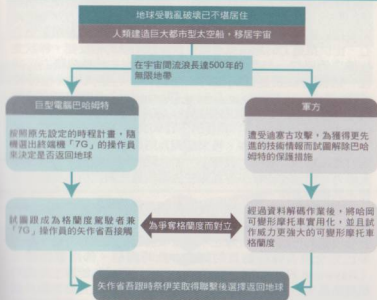 地球受戰亂破壞已不堪居住
人類建造巨大都市型太空船，移居宇宙
在宇宙間流浪長達500年的
無限地帶
巨型電腦巴哈姆特
按照原先設定的時程計畫，隨
機選出終端機「7G」的操作員
來決定是否返回地球
試圖跟成為格蘭度駕駛者兼
「7G」操作員的矢作省吾接觸
為爭奪格蘭度而對立
軍方
遭受迪塞古攻擊，為獲得更先
進的技術情報而試圖解除巴哈
姆特的保護措施
經過資料解碼作業後，將哈岡
可變形摩托車實用化，並且試
作威力更強大的可變形摩托車
格蘭度
矢作省吾跟時祭伊芙取得聯繫後選擇返回地球